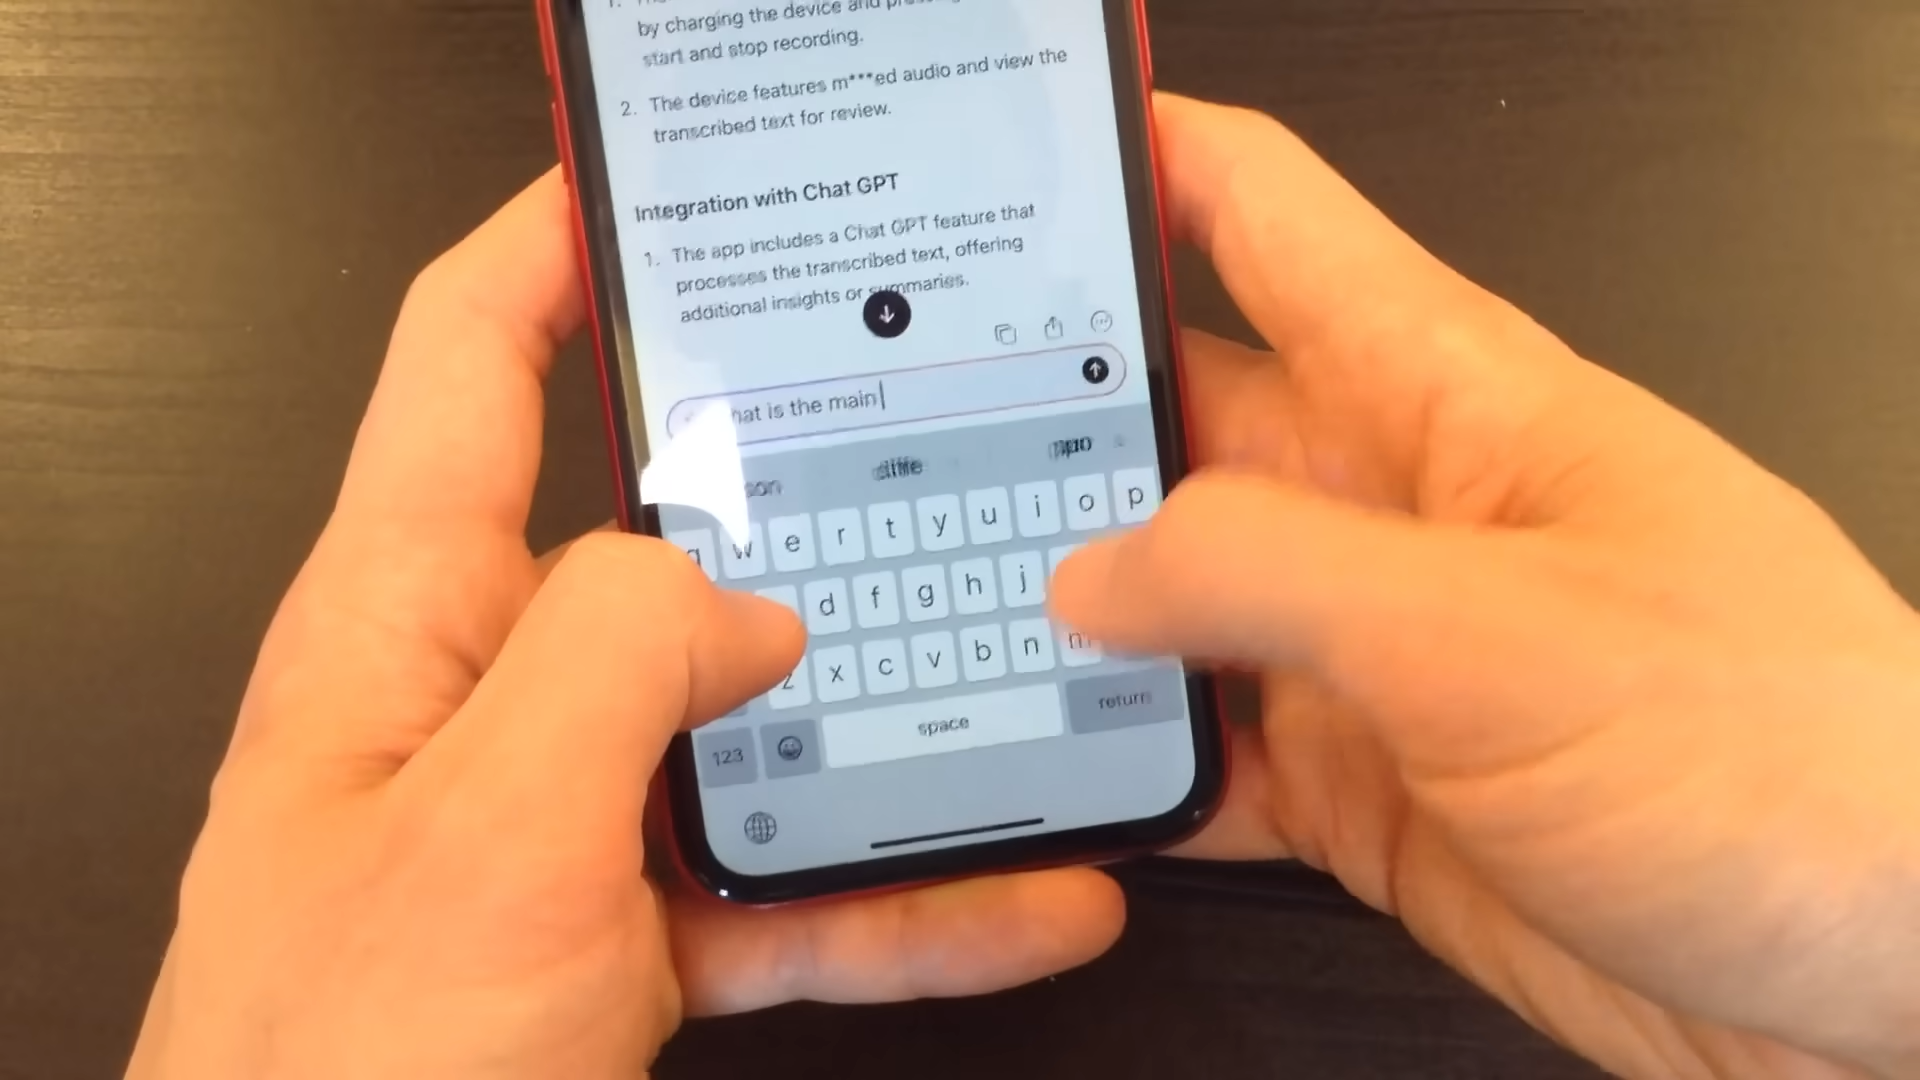 1.
by charging the device and
start and stop recording.
2. The device features m***ed audio and view the
transcribed text for review.
Integration with Chat GPT
1. The app includes a Chat GPT feature that
processes the transcribed text, offering
additional insights or summaries.
hat is the main
w e r t y u i o p
d f g h j
z x c v b n m
123 space return